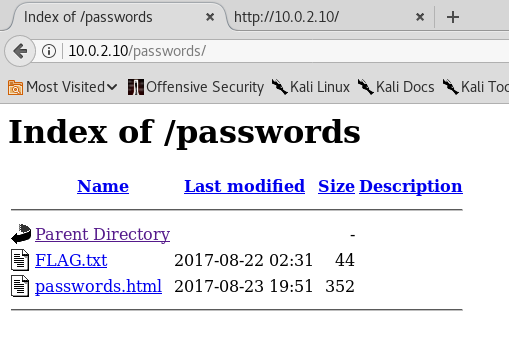 Index of /passwords
http://10.0.2.10/
10.0.2.10/passwords/
Most Visited Offensive Security Kali Linux Kali Docs Kali Too
Index of /passwords
Name Last modified Size Description
Parent Directory -
FLAG.txt 2017-08-22 02:31 44
passwords.html 2017-08-23 19:51 352